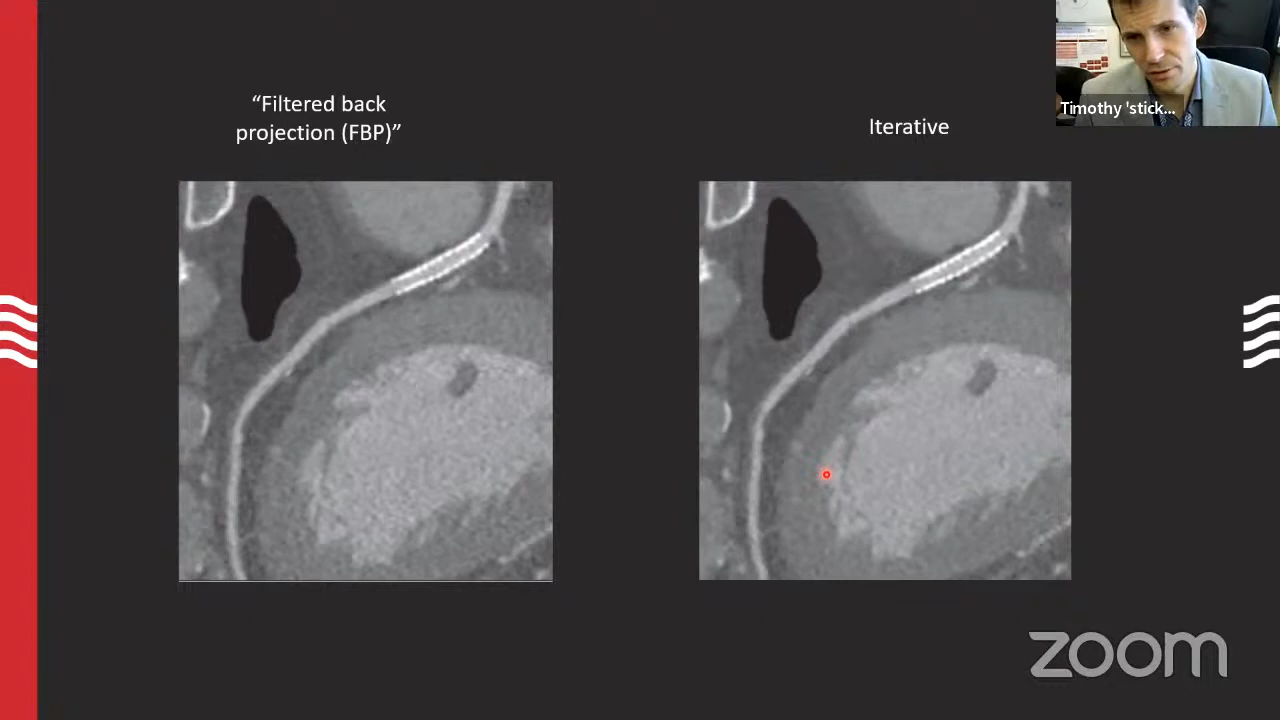 “Filtered back
projection (FBP)”
Iterative
Timothy 'stick...
zoom